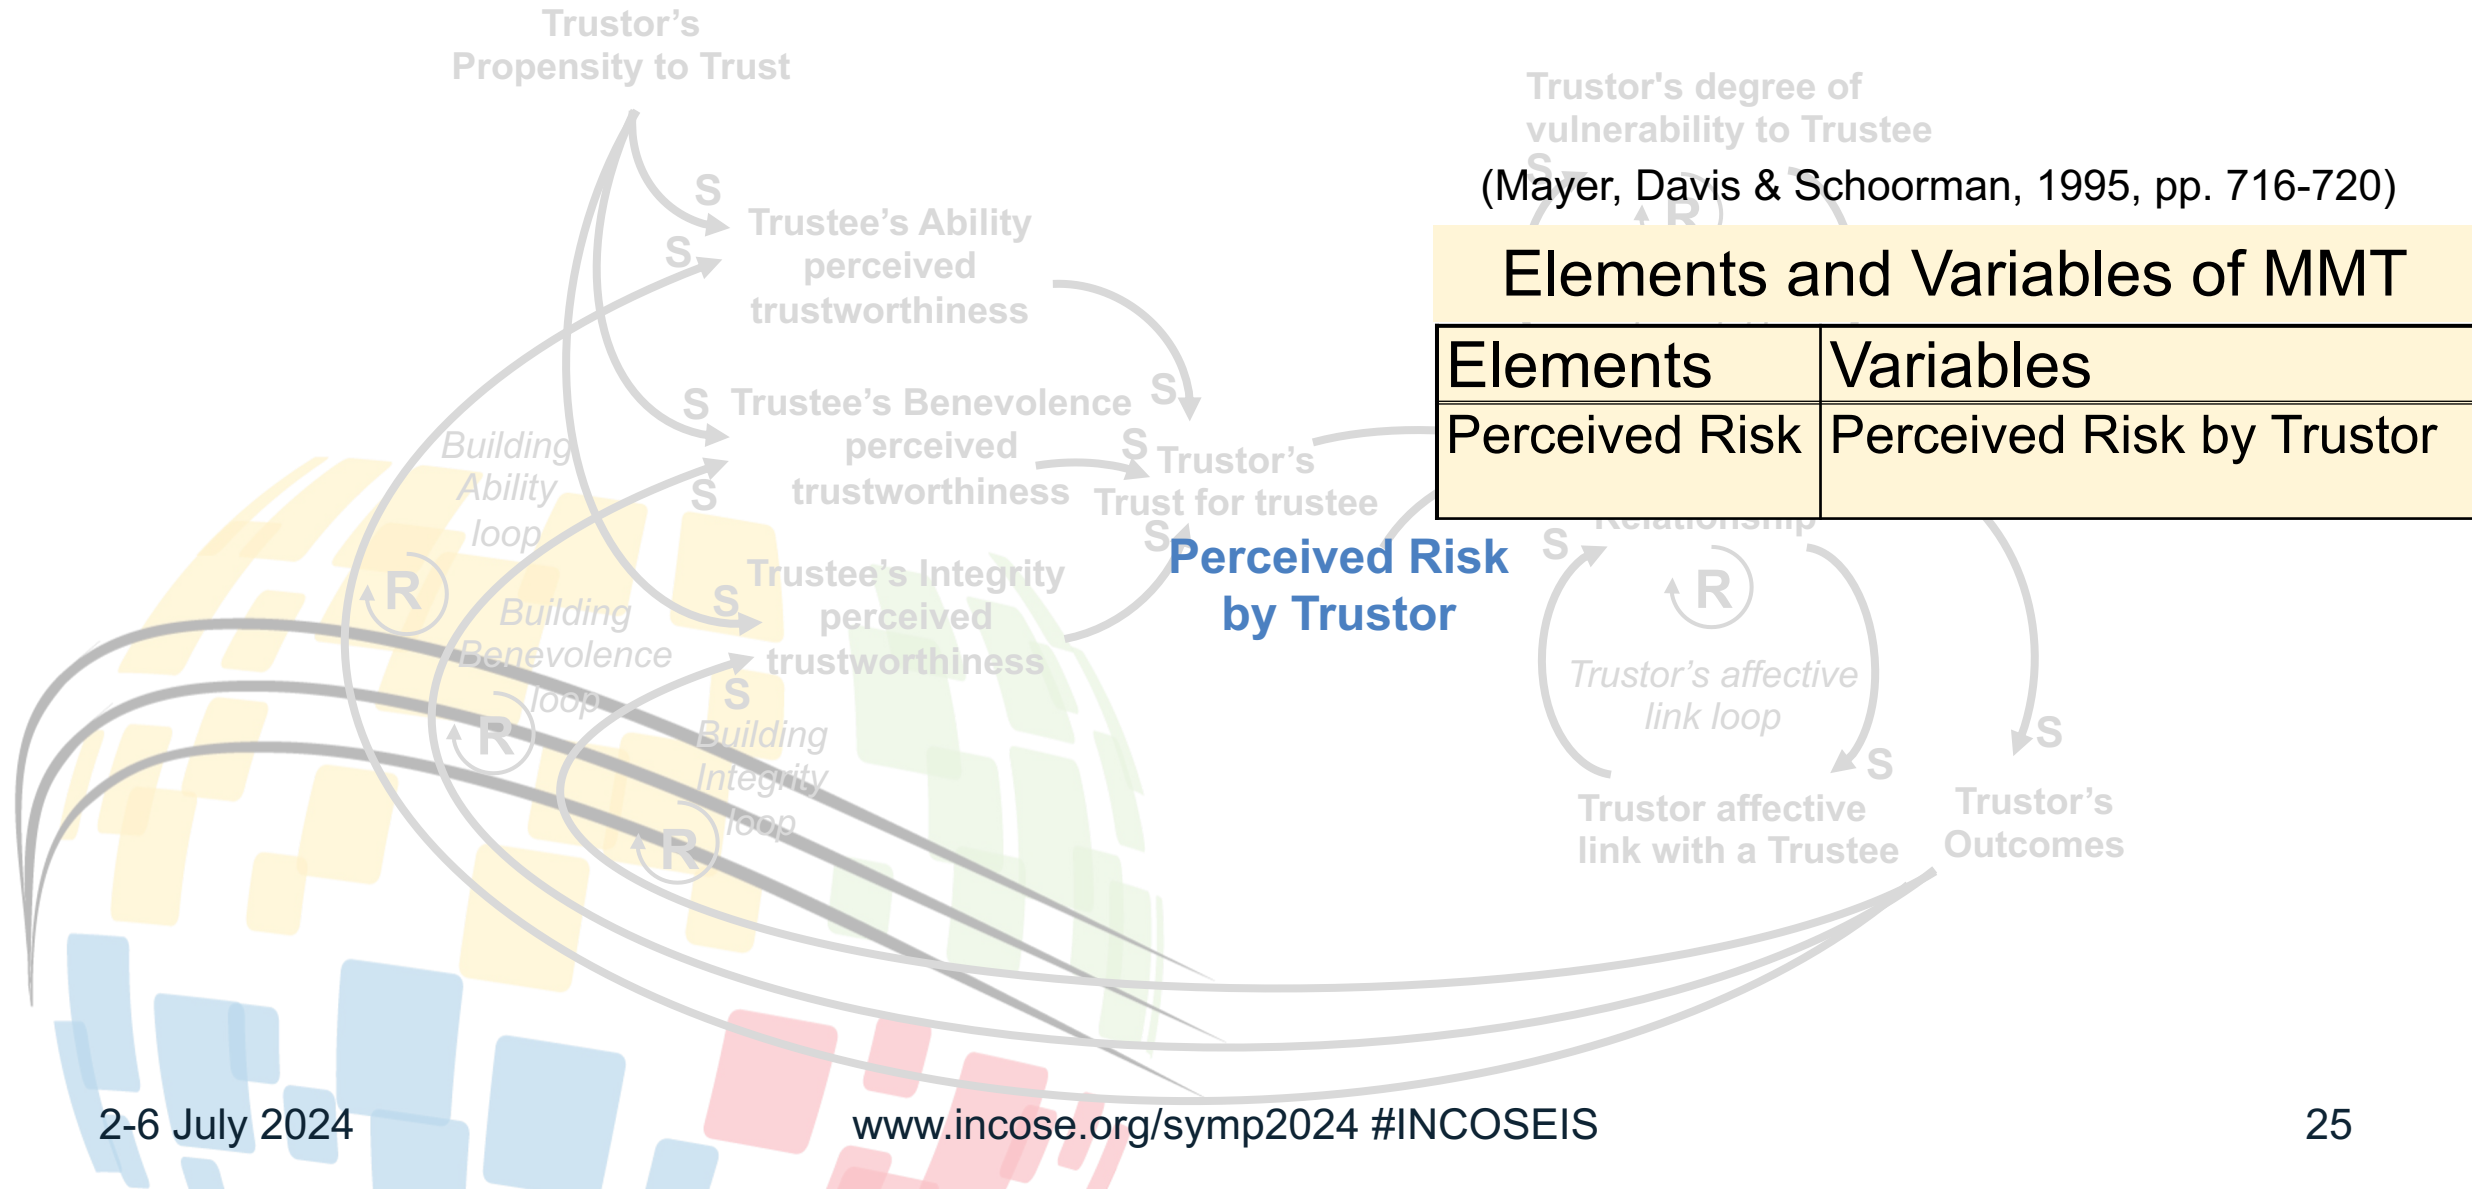 Trustor’s
Propensity to Trust
Trustor's degree of
vulnerability to Trustee
S
(Mayer, Davis & Schoorman, 1995, pp. 716-720)
R
S
S
Trustee’s Ability
perceived
trustworthiness
Elements and Variables of MMT
Elements Variables
Perceived Risk Perceived Risk by Trustor
S
S
Trustee’s Benevolence
perceived
trustworthiness
S
S
Trustor’s
Trust for trustee
S
Perceived Risk
by Trustor
Building
Ability
loop
R
S
Trustee’s Integrity
perceived
trustworthiness
S
Building
Benevolence
loop
R
Building
Integrity
loop
R
Relationship
S
R
Trustor’s affective
link loop
S
S
Trustor affective
link with a Trustee
Trustor’s
Outcomes
2-6 July 2024
www.incose.org/symp2024 #INCOSEIS
25